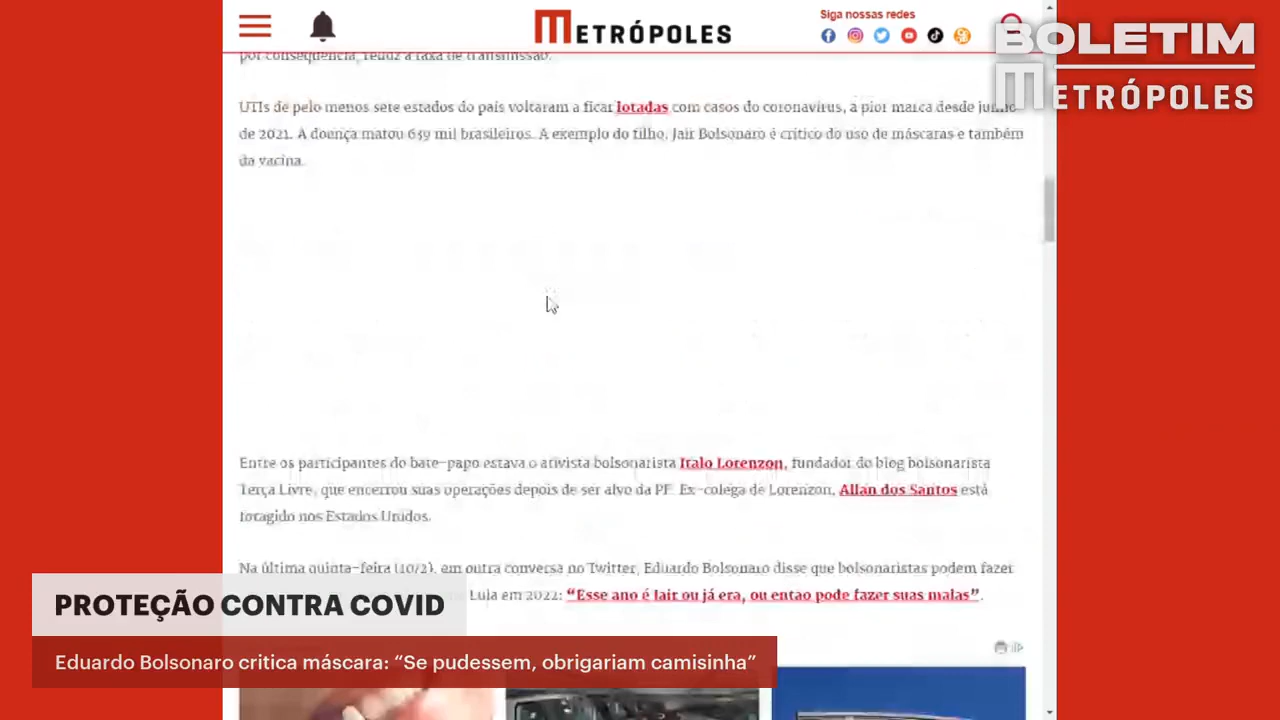 Siga nossas redes
METRÓPOLES
BOLETIM
METRÓPOLES
por consequência, reduz a taxa de transmissão.
UTIs de pelo menos sete estados do país voltaram a ficar lotadas com casos do coronavírus, a pior marca desde junho
de 2021. A doença matou 639 mil brasileiros. A exemplo do filho, Jair Bolsonaro é crítico do uso de máscaras e também
da vacina.
Entre os participantes do bate-papo estava o ativista bolsonarista Italo Lorenzon, fundador do blog bolsonarista
Terça Livre, que encerrou suas operações depois de ser alvo da PF. Ex-colega de Lorenzon, Allan dos Santos está
foragido nos Estados Unidos.
Na última quinta-feira (10/2), em outra conversa no Twitter, Eduardo Bolsonaro disse que bolsonaristas podem fazer
Lula em 2022: “Esse ano é Jair ou já era, ou então pode fazer suas malas”.
PROTEÇÃO CONTRA COVID
Eduardo Bolsonaro critica máscara: “Se pudessem, obrigariam camisinha”